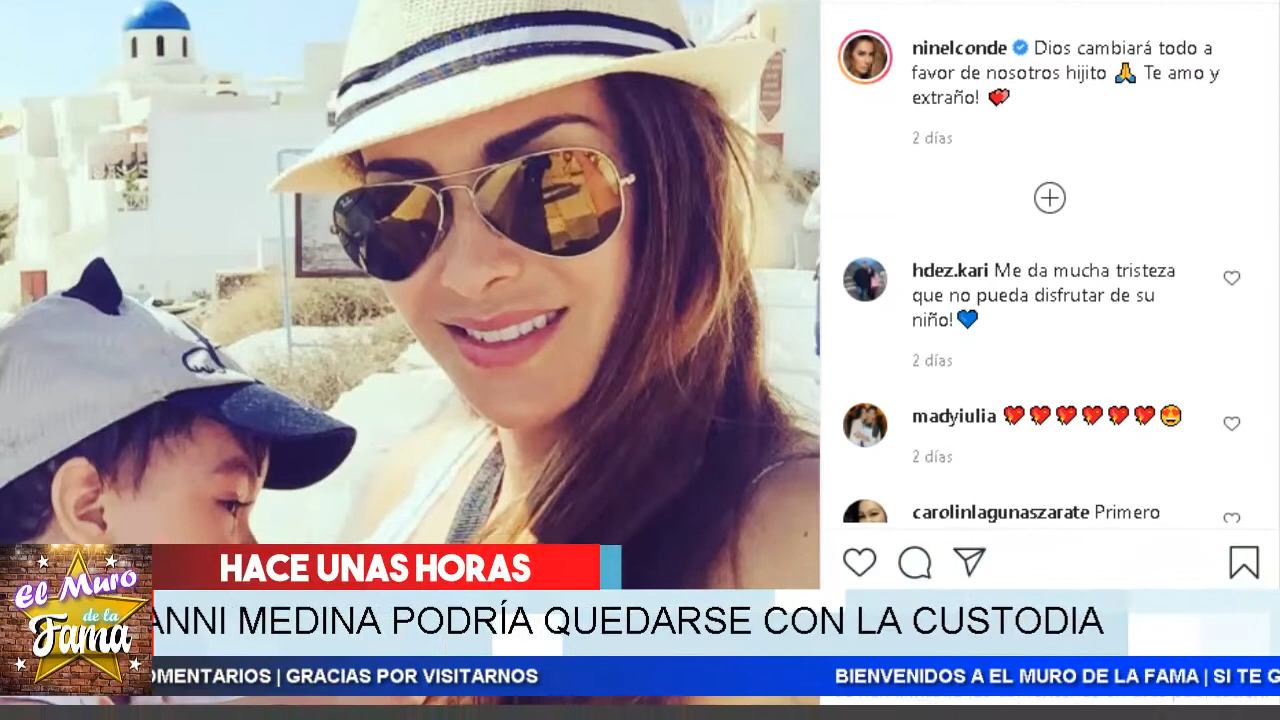 ninelconde Dios cambiará todo a
favor de nosotros hijito 🙏 Te amo y
extraño! 💕
2 días
hdez.kari Me da mucha tristeza
que no pueda disfrutar de su
niño!💙
2 días
madyiulia 💖💖💖💖💖💖😍
2 días
carolinlagunaszarate Primero
El Muro
de la
Fama
HACE UNAS HORAS
ANNI MEDINA PODRÍA QUEDARSE CON LA CUSTODIA
OMENTARIOS | GRACIAS POR VISITARNOS
BIENVENIDOS A EL MURO DE LA FAMA | SI TE G